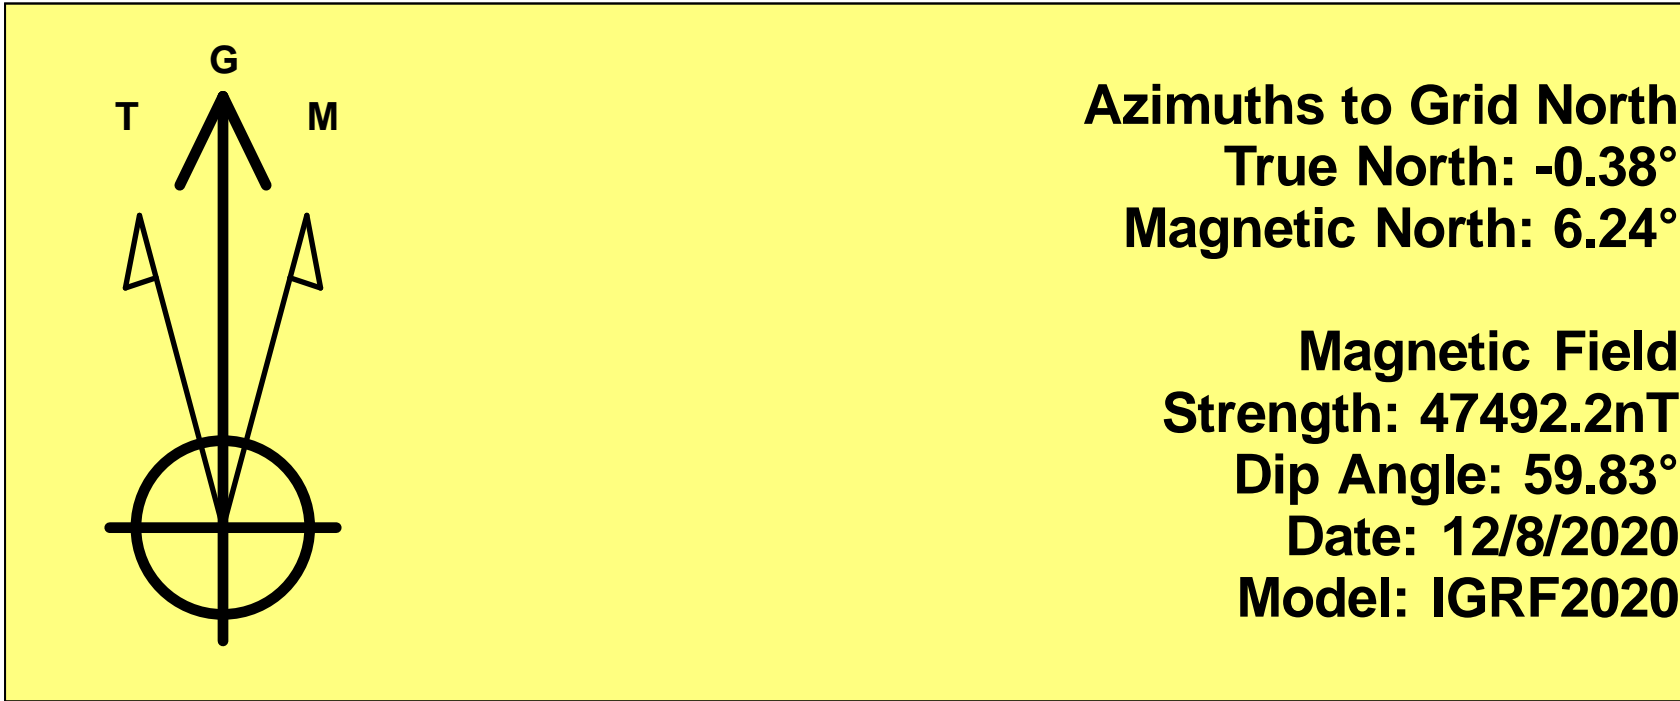 G
T M
Azimuths to Grid North
True North: -0.38°
Magnetic North: 6.24°
Magnetic Field
Strength: 47492.2nT
Dip Angle: 59.83°
Date: 12/8/2020
Model: IGRF2020